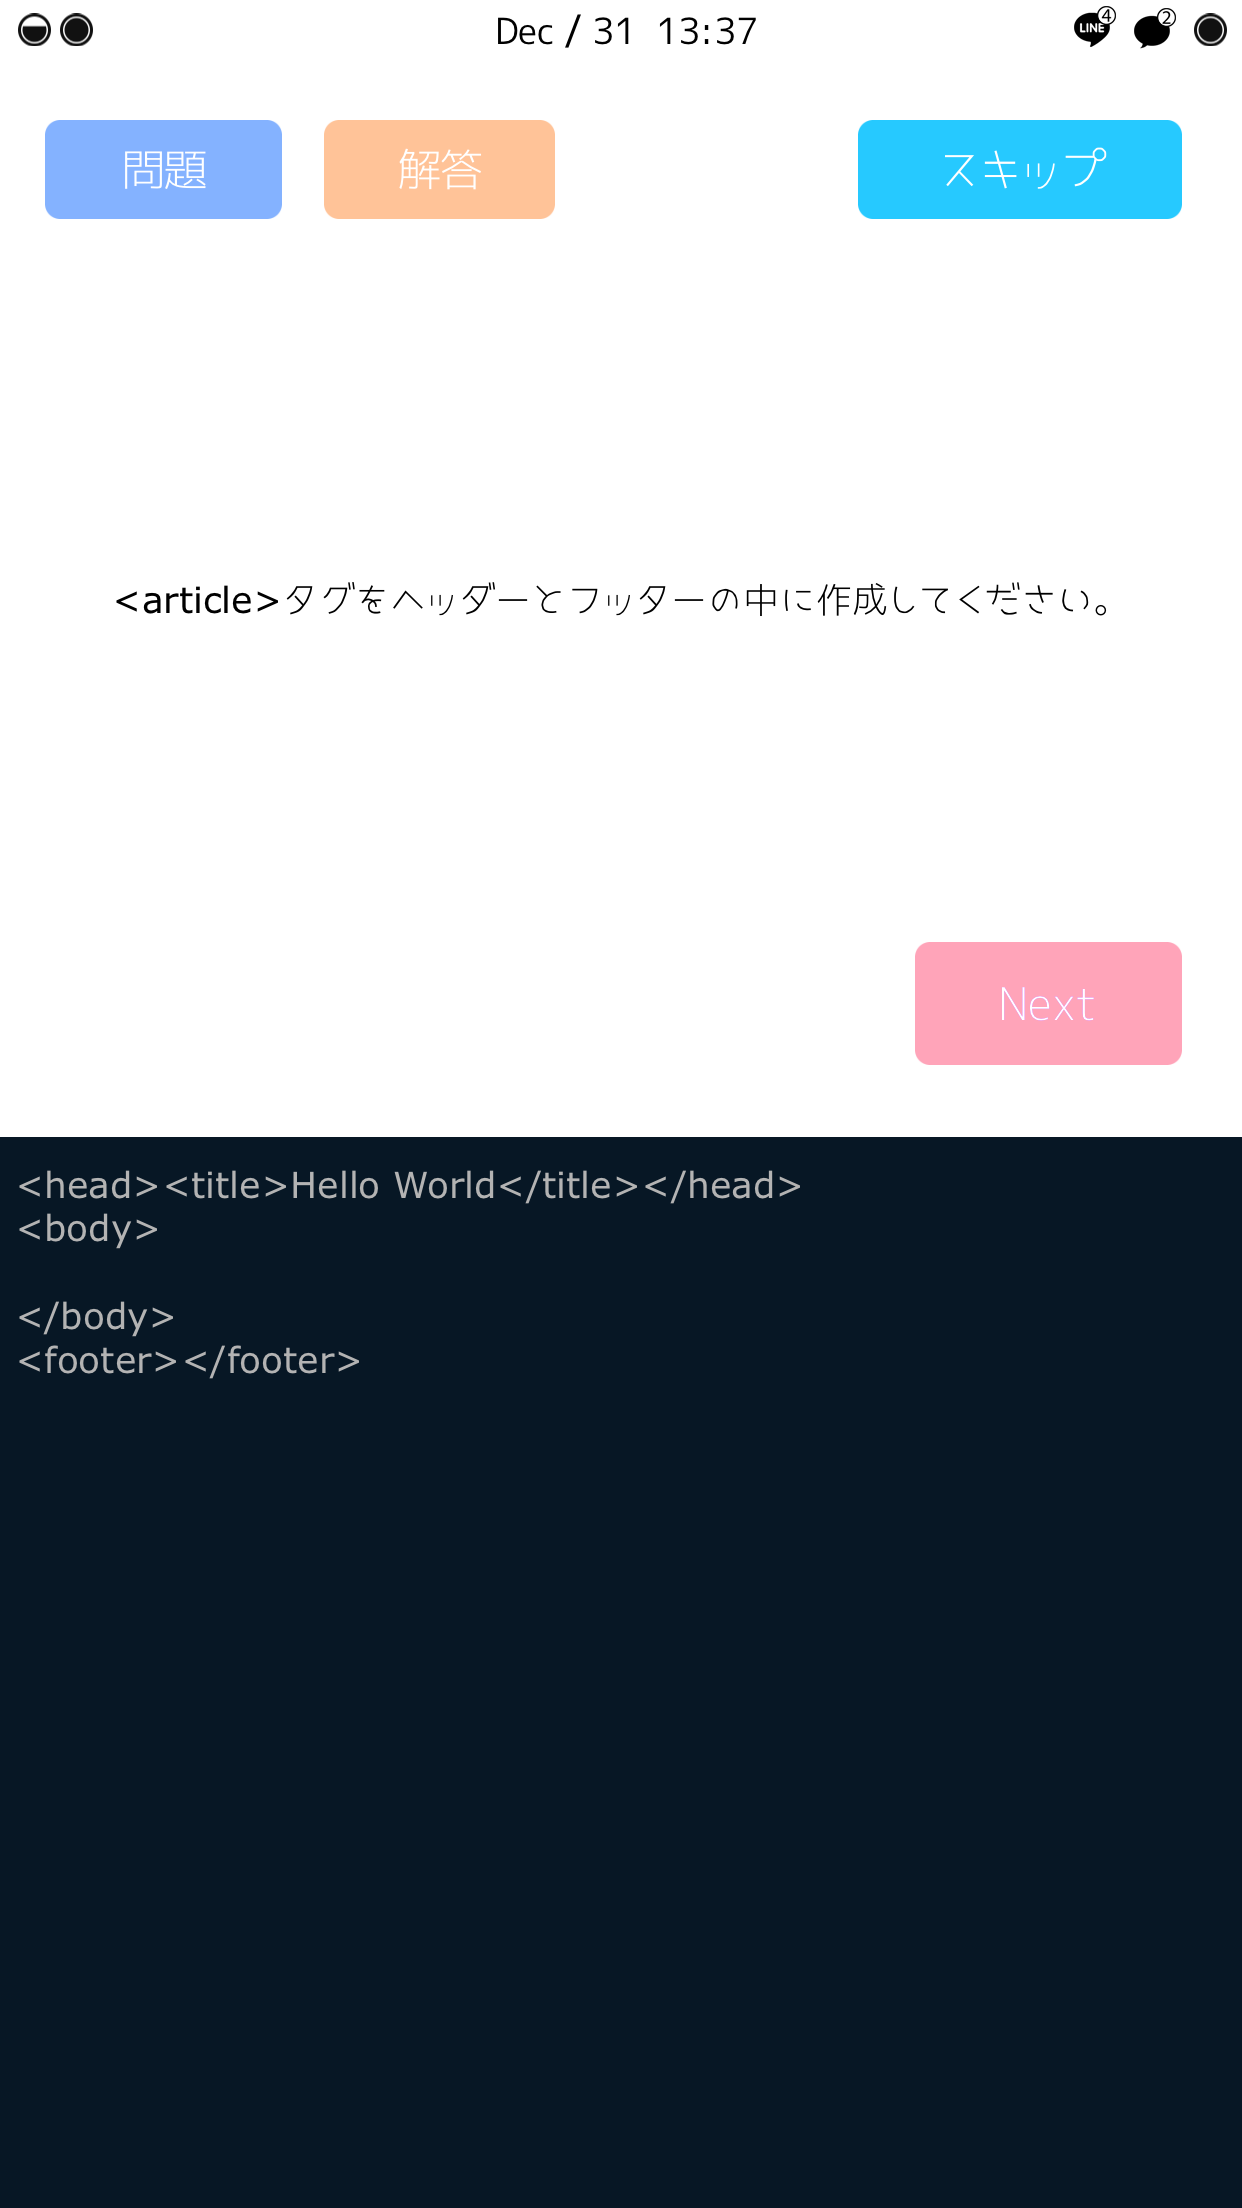 Dec / 31 13:37
LINE 4 2
問題 解答 スキップ
<article>タグをヘッダーとフッターの中に作成してください。
Next
<head><title>Hello World</title></head>
<body>
</body>
<footer></footer>